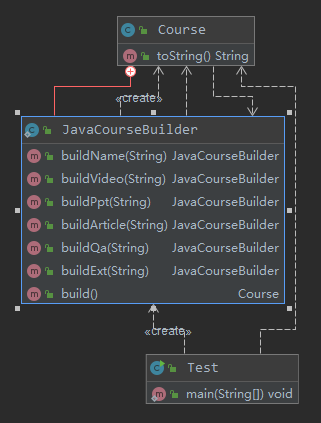 Course
toString() String
«create»
JavaCourseBuilder
buildName(String) JavaCourseBuilder
buildVideo(String) JavaCourseBuilder
buildPpt(String) JavaCourseBuilder
buildArticle(String) JavaCourseBuilder
buildQa(String) JavaCourseBuilder
buildExt(String) JavaCourseBuilder
build() Course
«create»
Test
main(String[]) void